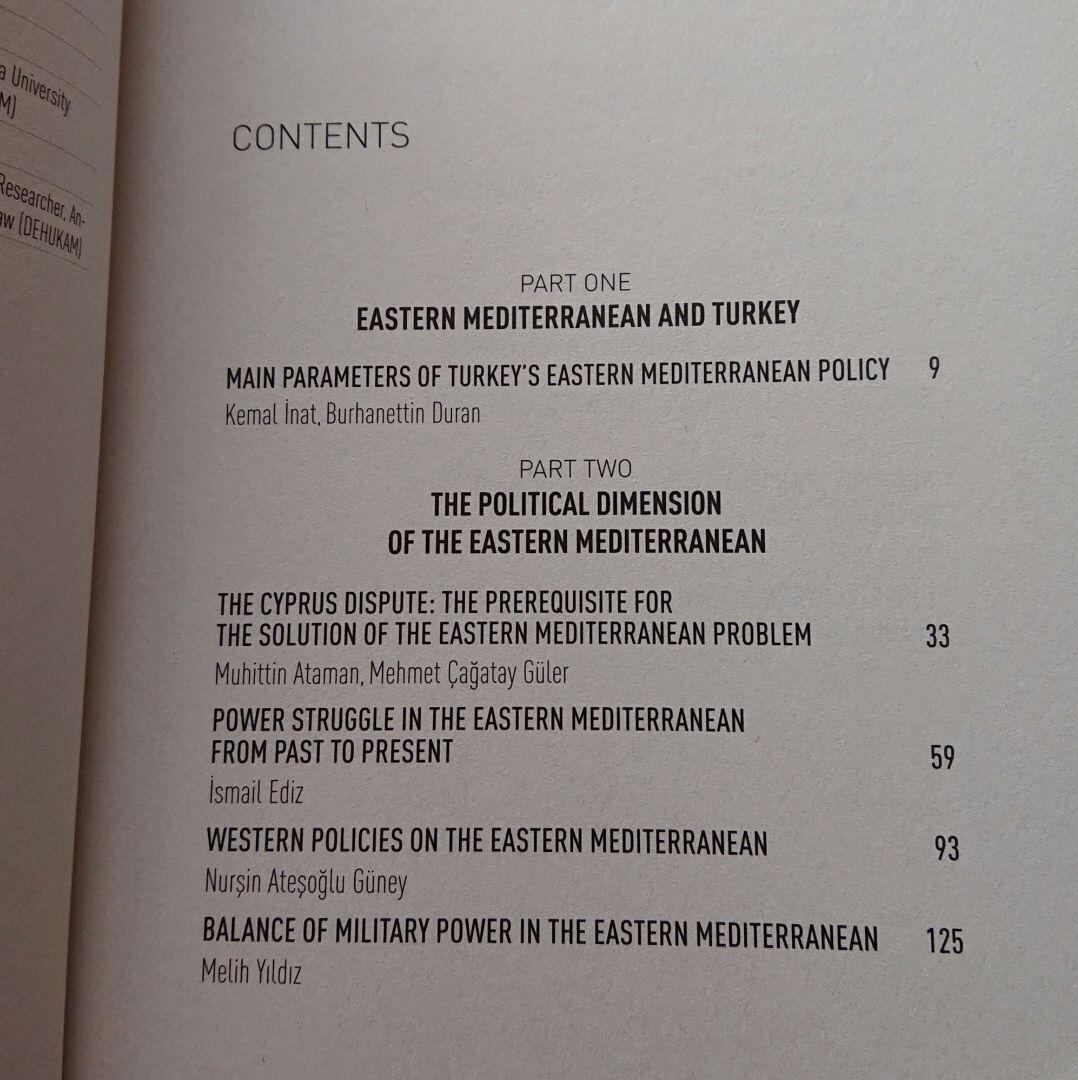 a University
M)
Researcher, An-
aw (DEHUKAM)
CONTENTS
PART ONE
EASTERN MEDITERRANEAN AND TURKEY
MAIN PARAMETERS OF TURKEY'S EASTERN MEDITERRANEAN POLICY 9
Kemal İnat, Burhanettin Duran
PART TWO
THE POLITICAL DIMENSION
OF THE EASTERN MEDITERRANEAN
THE CYPRUS DISPUTE: THE PREREQUISITE FOR
THE SOLUTION OF THE EASTERN MEDITERRANEAN PROBLEM 33
Muhittin Ataman, Mehmet Çağatay Güler
POWER STRUGGLE IN THE EASTERN MEDITERRANEAN
FROM PAST TO PRESENT 59
İsmail Ediz
WESTERN POLICIES ON THE EASTERN MEDITERRANEAN 93
Nurşin Ateşoğlu Güney
BALANCE OF MILITARY POWER IN THE EASTERN MEDITERRANEAN 125
Melih Yıldız